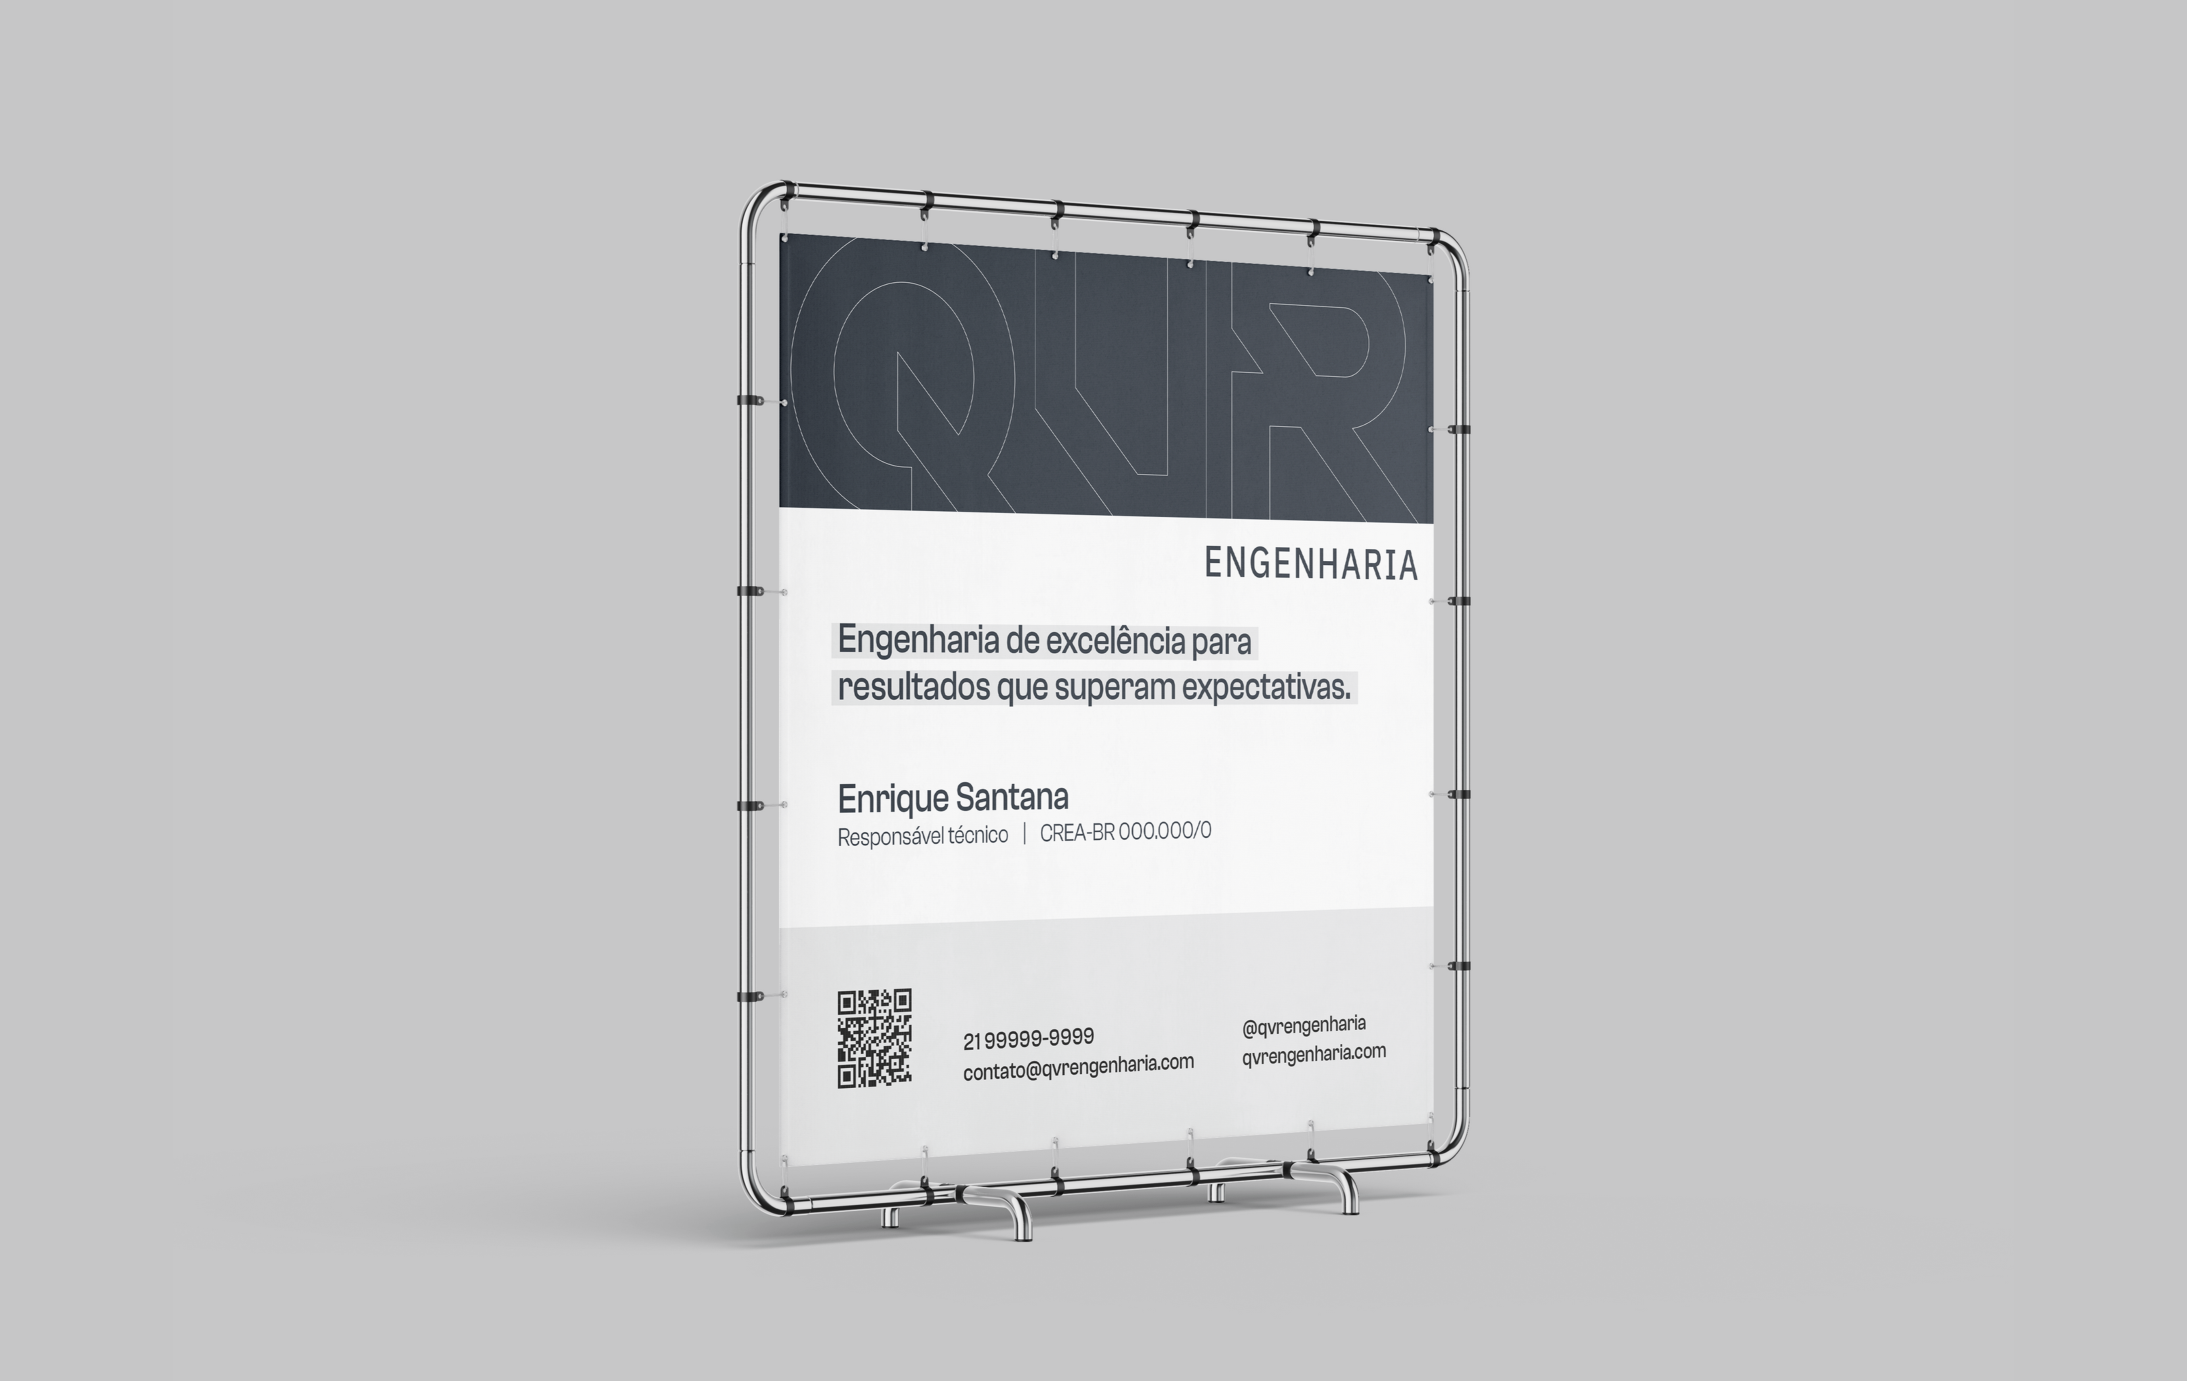 QVR
ENGENHARIA
Engenharia de excelência para
resultados que superam expectativas.
Enrique Santana
Responsável técnico | CREA-BR 000.000/0
21 99999-9999
contato@qvrengenharia.com
@qvrengenharia
qvrengenharia.com